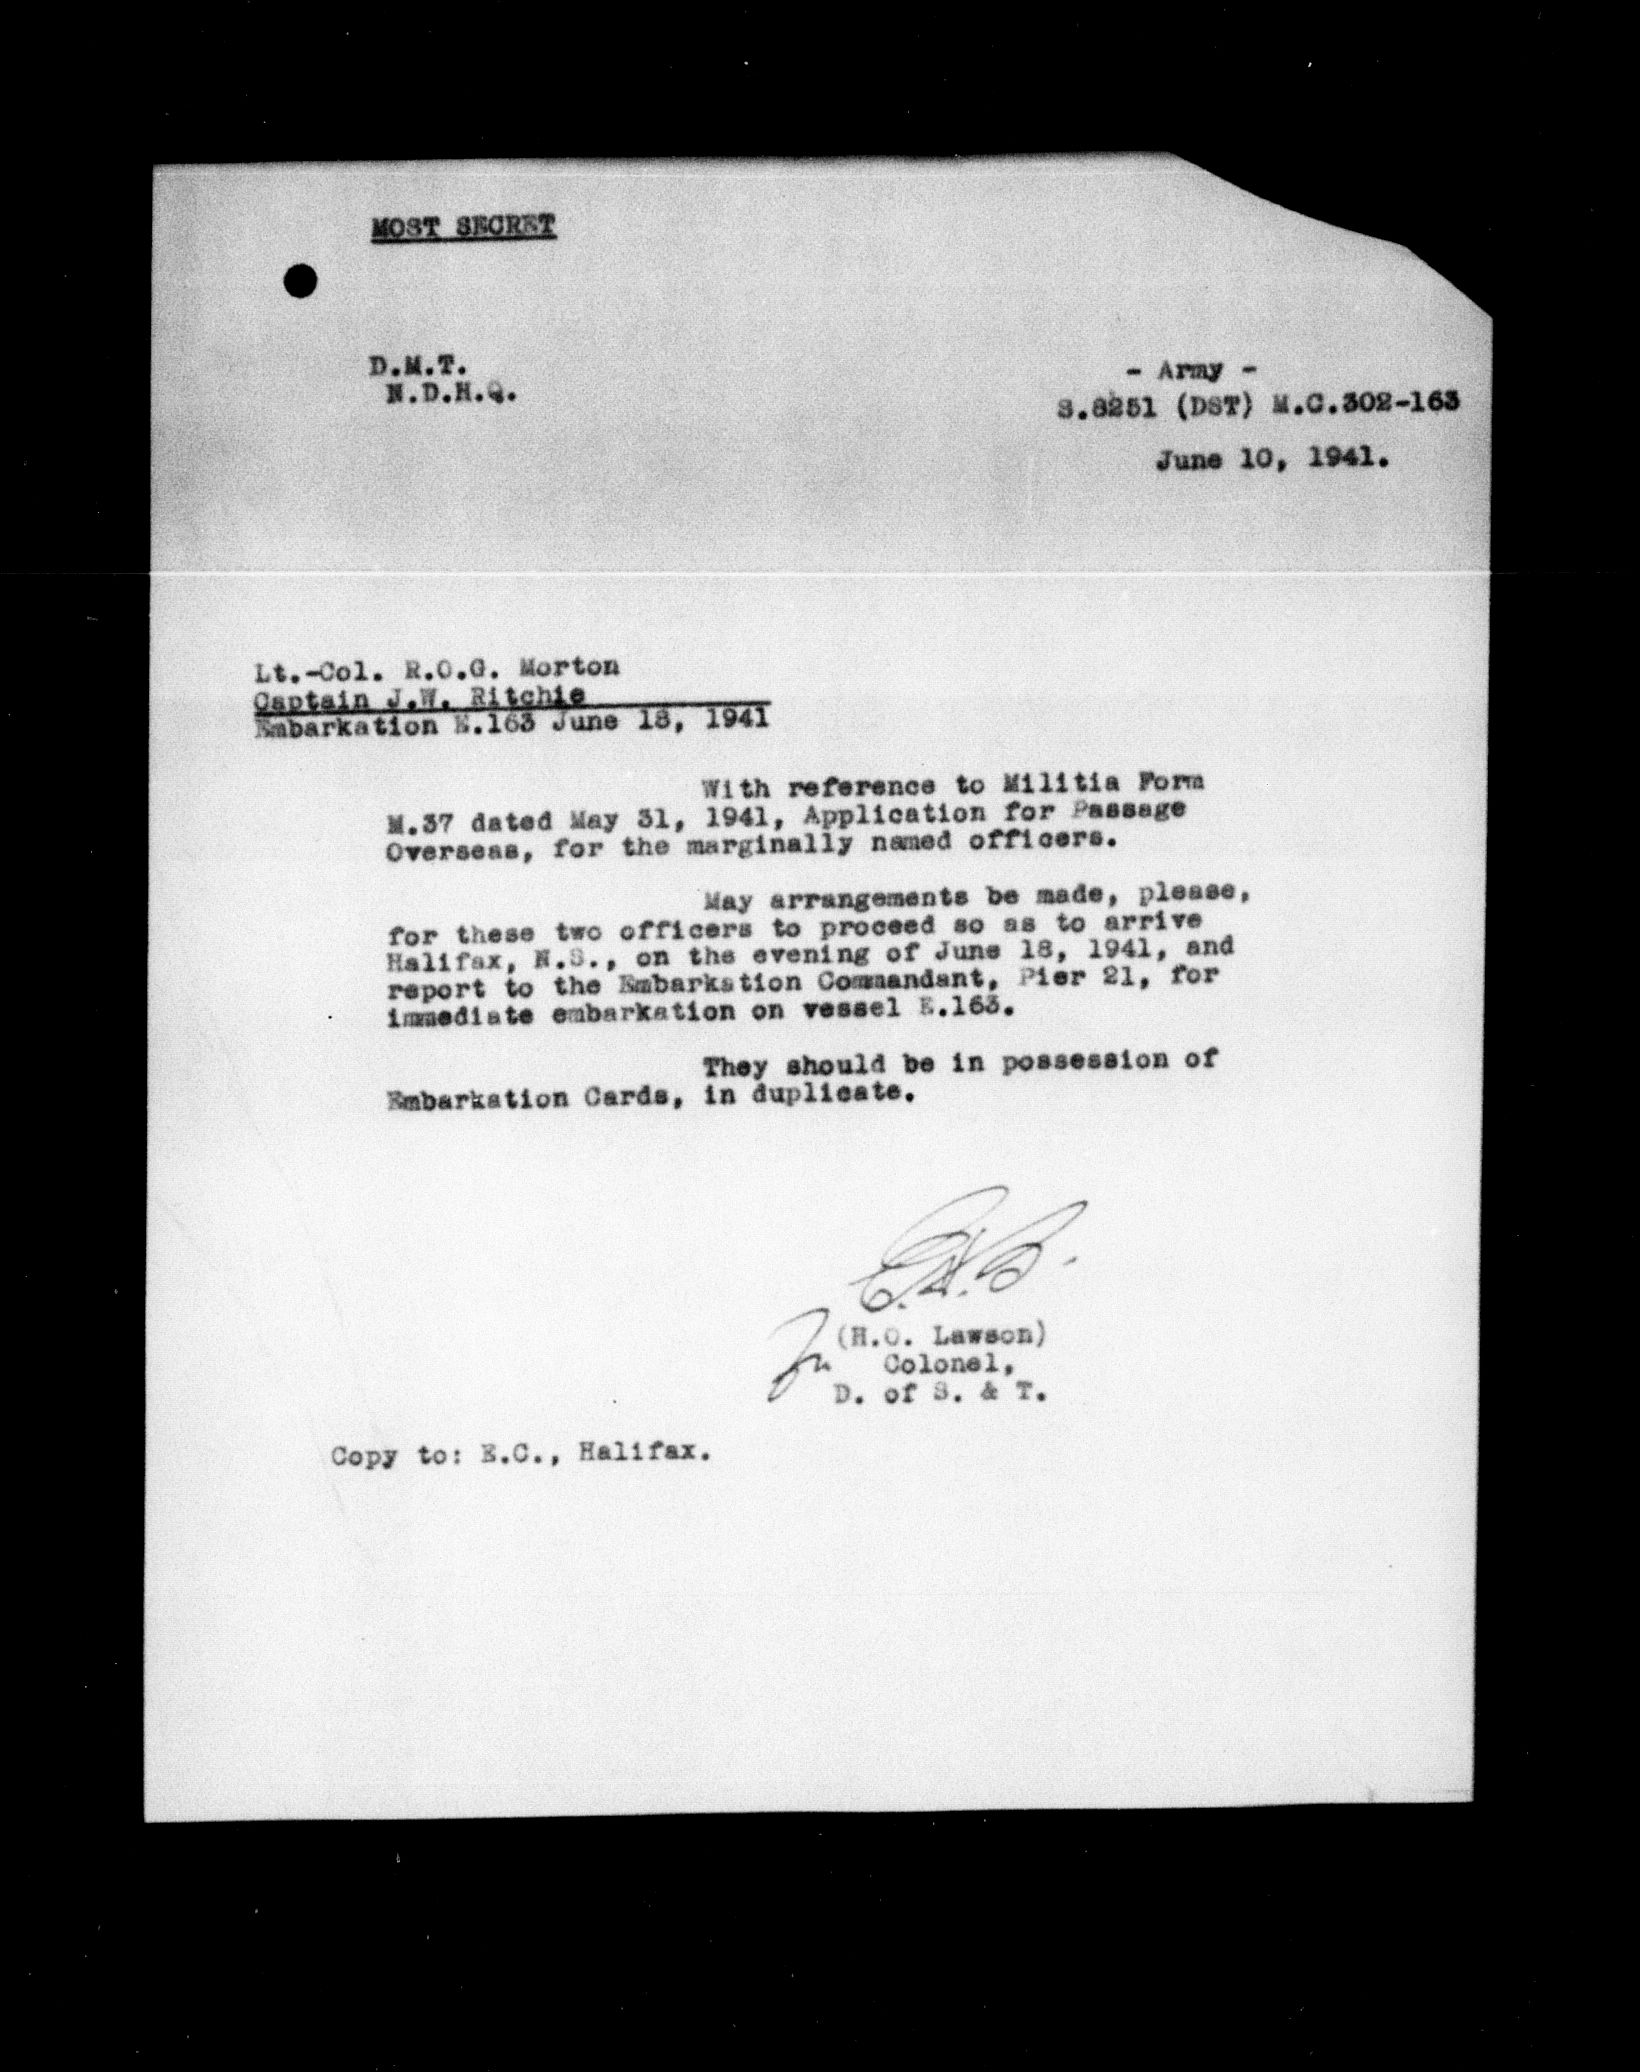 MOST SECRET
D.M.T.
N.D.H.Q.
- Army -
S.8251 (DST) M.C.302-163
June 10, 1941.
Lt.-Col. R.O.G. Morton
Captain J.W. Ritchie
Embarkation E.163 June 18, 1941
With reference to Militia Form
M.37 dated May 31, 1941, Application for Passage
Overseas, for the marginally named officers.
May arrangements be made, please,
for these two officers to proceed so as to arrive
Halifax, N.S., on the evening of June 18, 1941, and
report to the Embarkation Commandant, Pier 21, for
immediate embarkation on vessel E.163.
They should be in possession of
Embarkation Cards, in duplicate.
(H.O. Lawson)
Colonel,
D. of S. & T.
Copy to: E.C., Halifax.